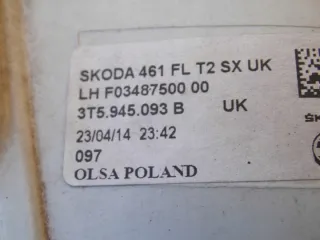 SKODA 461 FL T2 SX UK
LH F03487500 00
3T5.945.093 B UK
23/04/14 23:42
097
OLSA POLAND